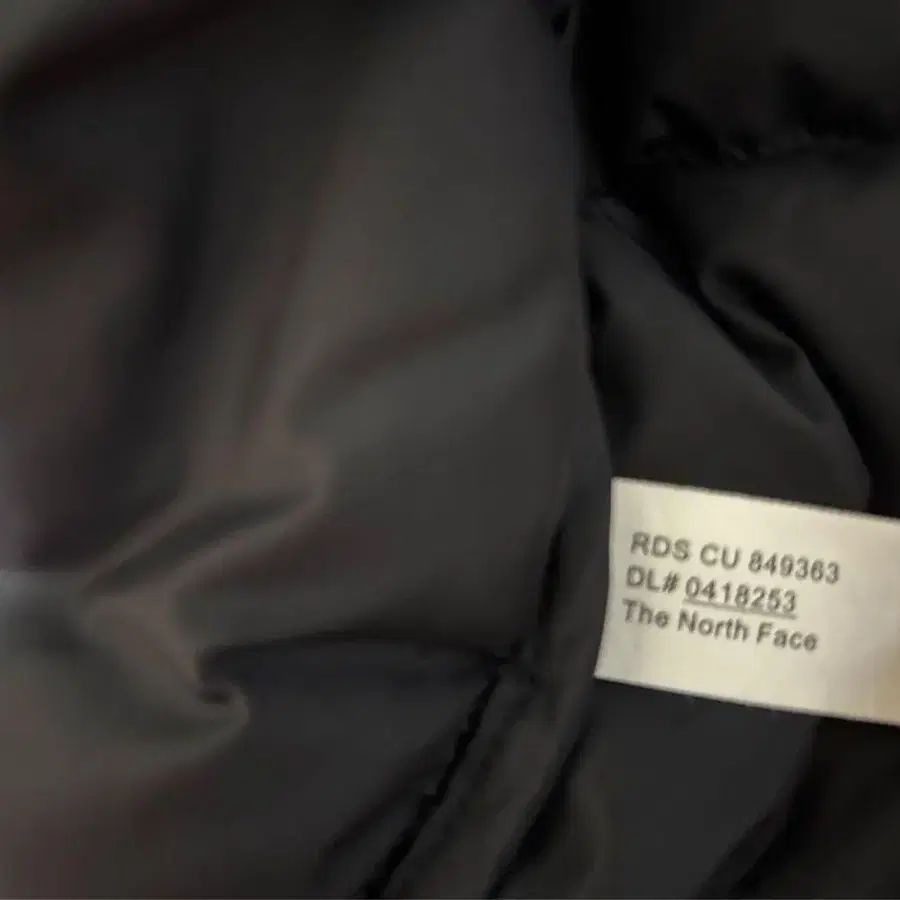 RDS CU 849363
DL# 0418253
The North Face